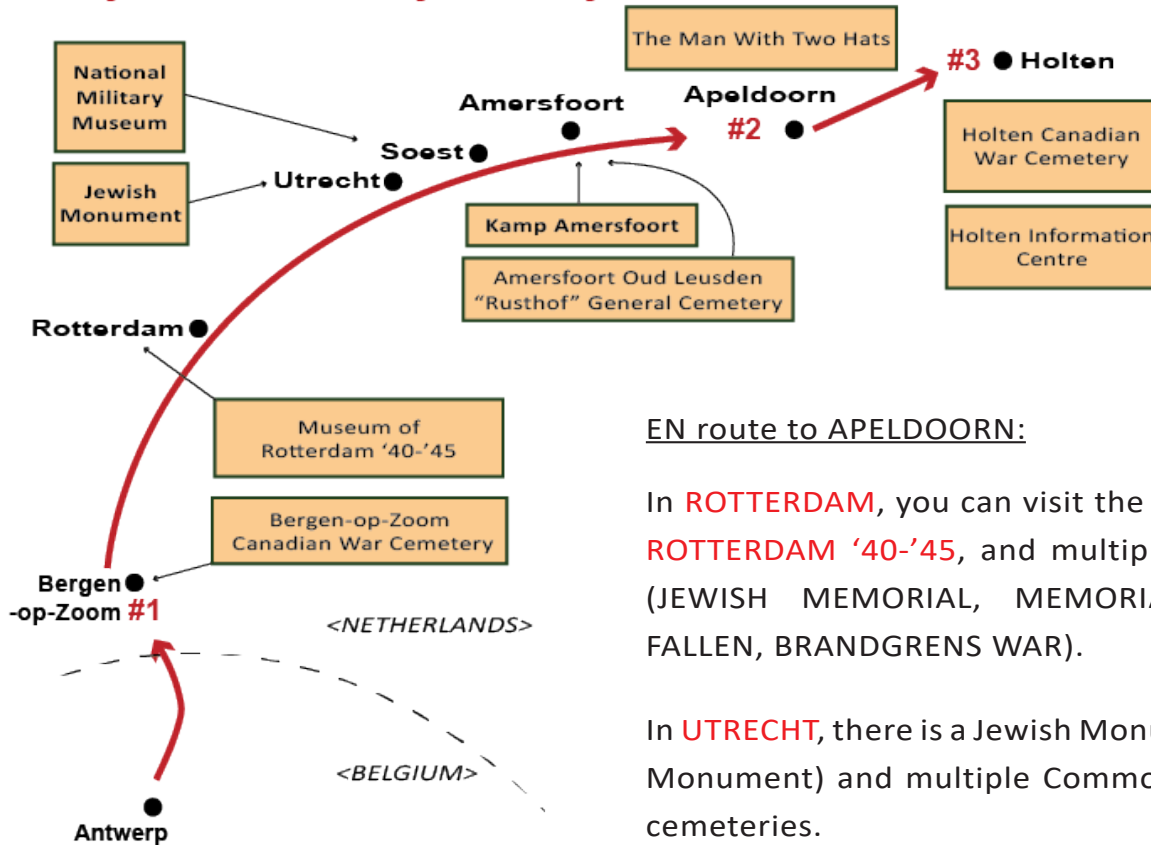 The Man With Two Hats
National
Military
Museum
#3 Holten
Amersfoort
Apeldoorn
#2
Holten Canadian
War Cemetery
Soest
Utrecht
Jewish
Monument
Kamp Amersfoort
Holten Information
Centre
Amersfoort Oud Leusden
“Rusthof” General Cemetery
Rotterdam
Museum of
Rotterdam ‘40-’45
Bergen-op-Zoom
Canadian War Cemetery
Bergen
-op-Zoom #1
<NETHERLANDS>
<BELGIUM>
Antwerp
EN route to APELDOORN:
In ROTTERDAM, you can visit the
ROTTERDAM ‘40-’45, and multip
(JEWISH MEMORIAL, MEMORIA
FALLEN, BRANDGRENS WAR).
In UTRECHT, there is a Jewish Monu
Monument) and multiple Commo
cemeteries.